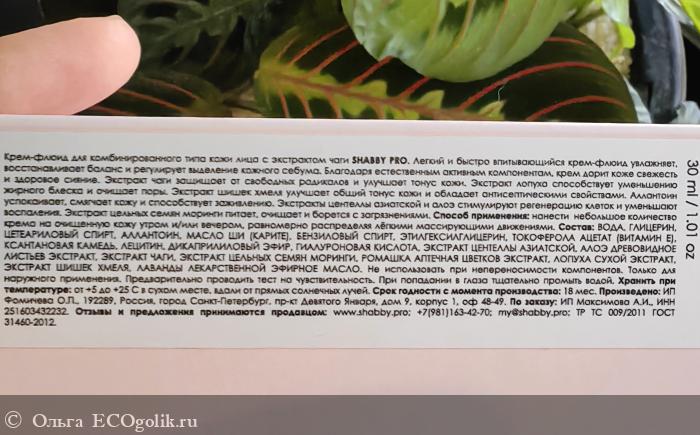 Крем-флюид для комбинированного типа кожи лица с экстрактом чаги SHABBY PRO. Легкий и быстро впитывающийся крем-флюид увлажняет,
восстанавливает баланс и регулирует выделение кожного себума. Благодаря естественным активным компонентам, крем дарит коже свежесть
и здоровое сияние. Экстракт чаги защищает от свободных радикалов и улучшает тонус кожи. Экстракт лопуха способствует уменьшению
жирного блеска и очищает поры. Экстракт шишек хмеля улучшает общий тонус кожи и обладает антисептическими свойствами. Аллантоин
успокаивает, смягчает кожу и способствует заживлению. Экстракты центеллы азиатской и алоэ стимулируют регенерацию клеток и уменьшают
воспаления. Экстракт цельных семян моринги питает, очищает и борется с загрязнениями. Способ применения: нанести небольшое количество
крема на очищенную кожу утром и/или вечером, равномерно распределяя лёгкими массирующими движениями. Состав: ВОДА, ГЛИЦЕРИН,
ЦЕТЕАРИЛОВЫЙ СПИРТ, АЛЛАНТОИН, МАСЛО ШИ (КАРИТЕ), БЕНЗИЛОВЫЙ СПИРТ, ЭТИЛГЕКСИЛГЛИЦЕРИН, ТОКОФЕРОЛА АЦЕТАТ (ВИТАМИН Е),
КСАНТАНОВАЯ КАМЕДЬ, ЛЕЦИТИН, ДИКАПРИЛИЛОВЫЙ ЭФИР, ГИАЛУРОНОВАЯ КИСЛОТА, ЭКСТРАКТ ЦЕНТЕЛЛЫ АЗИАТСКОЙ, АЛОЭ ДРЕВОВИДНОЕ
ЛИСТЬЕВ ЭКСТРАКТ, ЭКСТРАКТ ЧАГИ, ЭКСТРАКТ ЦЕЛЬНЫХ СЕМЯН МОРИНГИ, РОМАШКА АПТЕЧНАЯ ЦВЕТКОВ ЭКСТРАКТ, ЛОПУХА СУХОЙ ЭКСТРАКТ,
ЭКСТРАКТ ШИШЕК ХМЕЛЯ, ЛАВАНДЫ ЛЕКАРСТВЕННОЙ ЭФИРНОЕ МАСЛО. Не использовать при непереносимости компонентов. Только для
наружного применения. Предварительно проводить тест на чувствительность. При попадании в глаза тщательно промыть водой. Хранить при
температуре: от +5 до +25 С в сухом месте, вдали от прямых солнечных лучей. Срок годности с момента производства: 18 мес. Произведено: ИП
Фомичева О.П., 192289, Россия, город Санкт-Петербург, пр-кт Девятого Января, дом 9, корпус 1, оф 48-49. По заказу: ИП Максимова А.И., ИНН
251603432232. Отзывы и предложения принимаются продавцом: www.shabby.pro; +7(981)163-42-70; my@shabby.pro; ТР ТС 009/2011 ГОСТ
31460-2012.
30 ml / 1.01 oz
© Ольга ECOgolik.ru